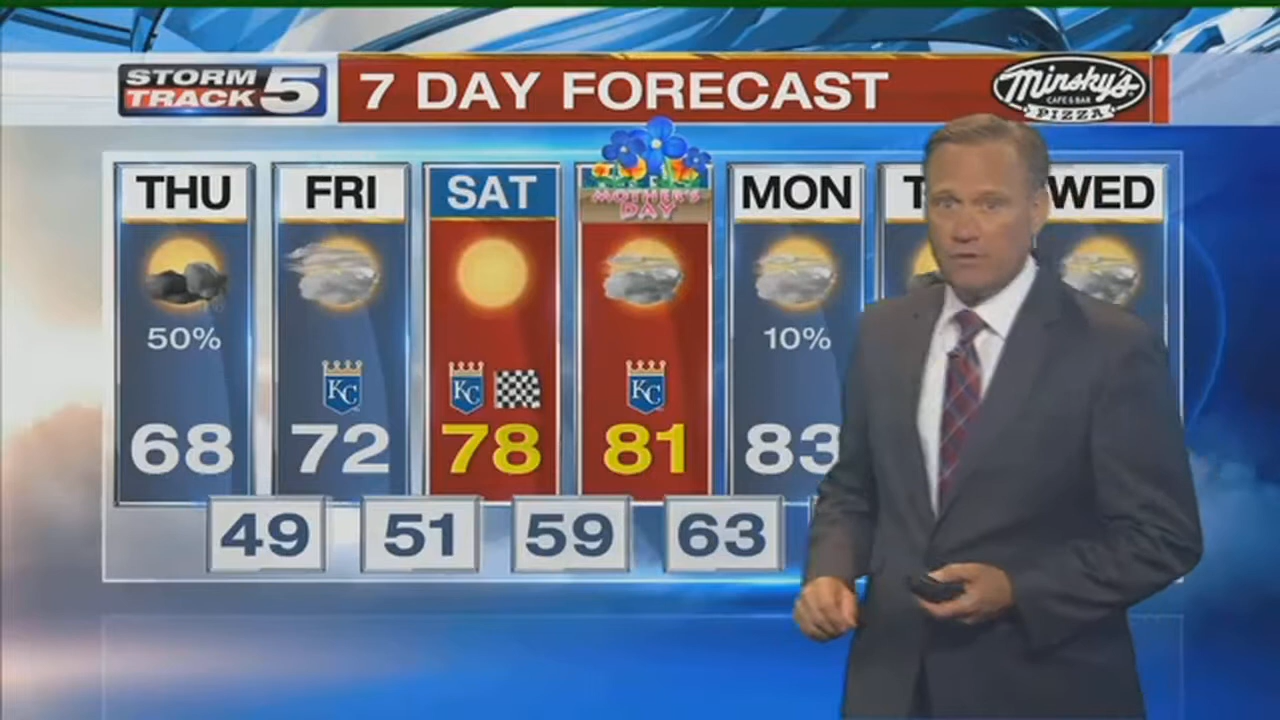 STORM TRACK 5
7 DAY FORECAST
Minsky's
CAFE & BAR
PIZZA
THU FRI SAT MOTHER'S DAY MON T WED
50% 10%
KC KC KC
68 72 78 81 83
49 51 59 63